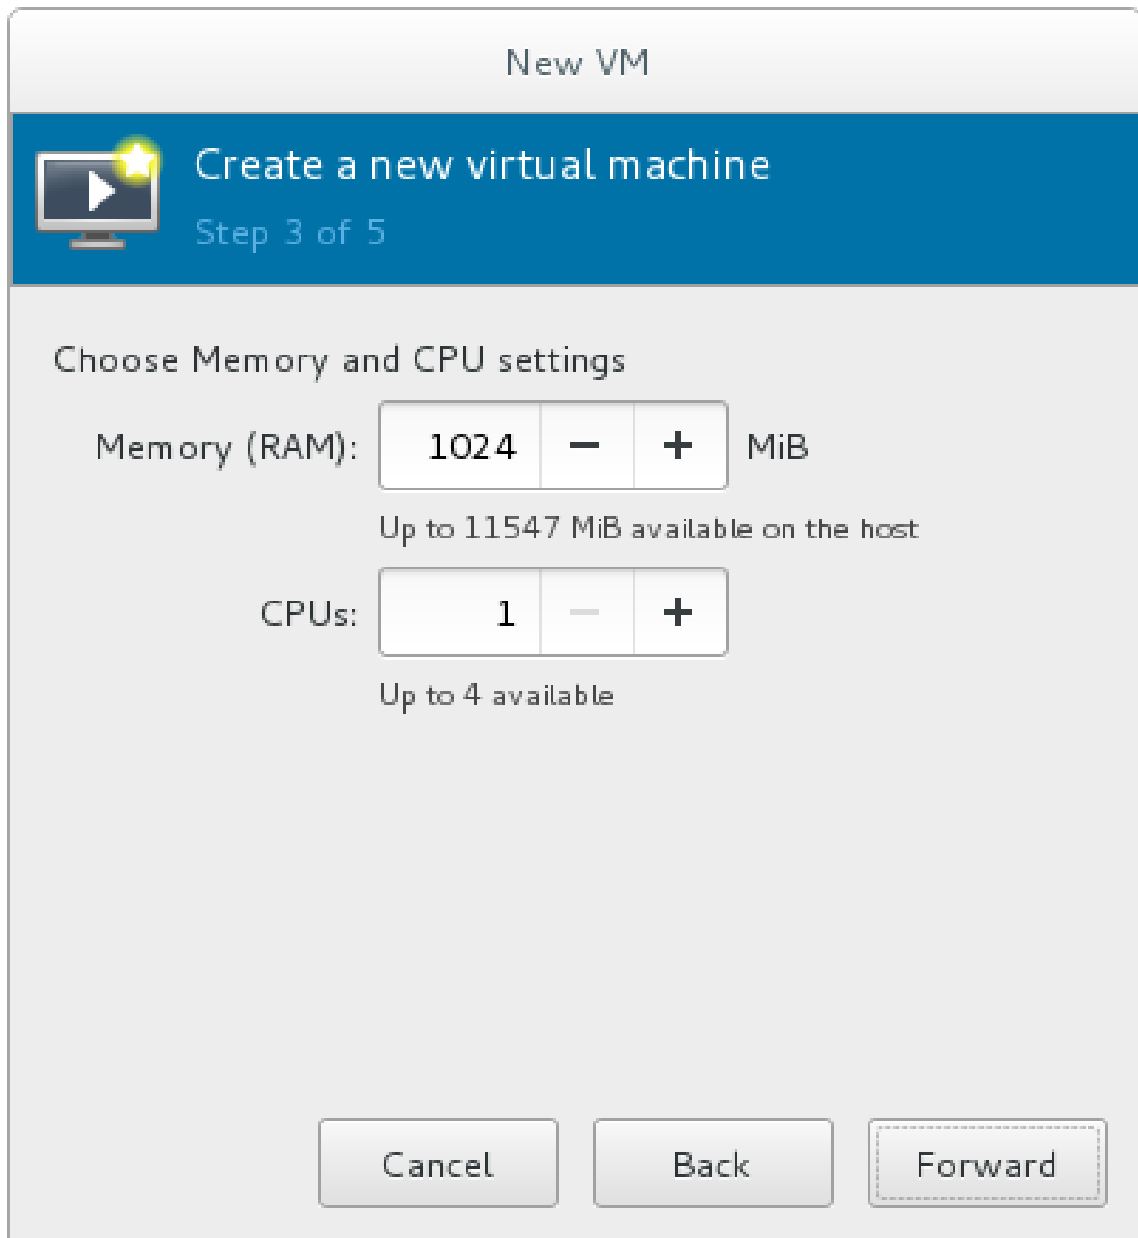 New VM
Create a new virtual machine
Step 3 of 5
Choose Memory and CPU settings
Memory (RAM): 1024 − + MiB
Up to 11547 MiB available on the host
CPUs: 1 − +
Up to 4 available
Cancel Back Forward